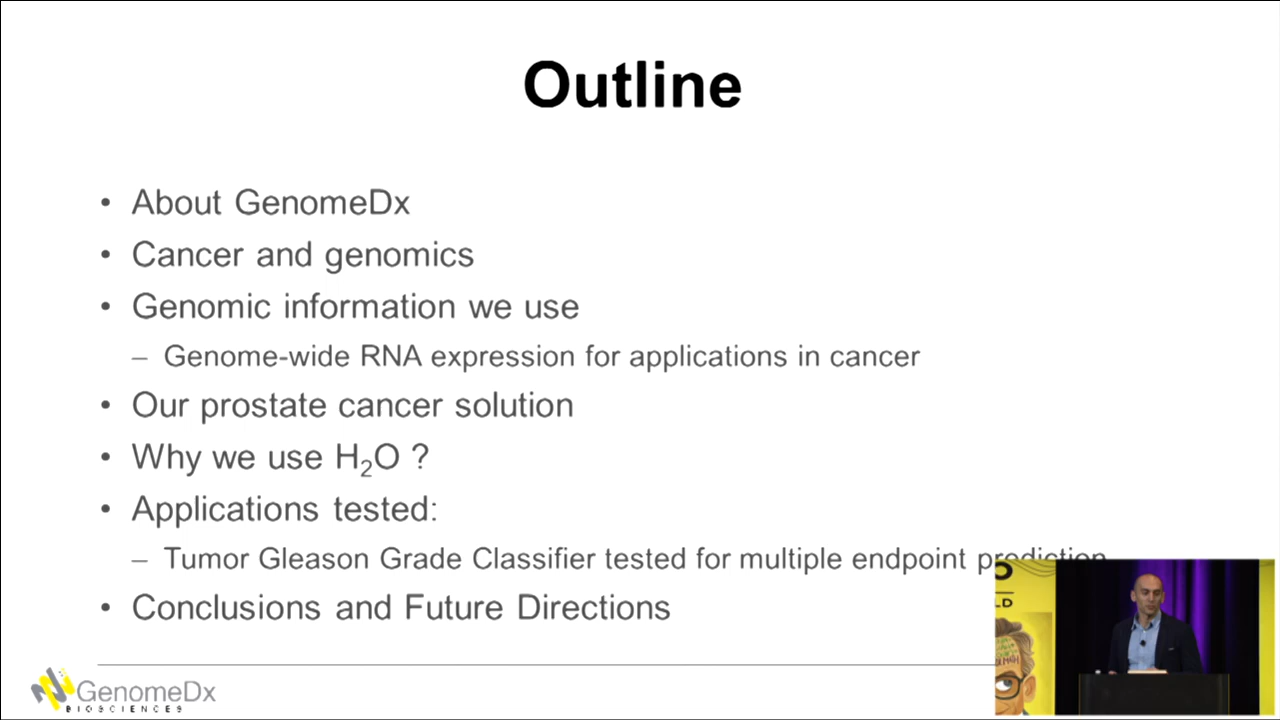 Outline
• About GenomeDx
• Cancer and genomics
• Genomic information we use
– Genome-wide RNA expression for applications in cancer
• Our prostate cancer solution
• Why we use H₂O ?
• Applications tested:
– Tumor Gleason Grade Classifier tested for multiple endpoint prediction
• Conclusions and Future Directions
GenomeDx
BIOSCIENCES
O
LD